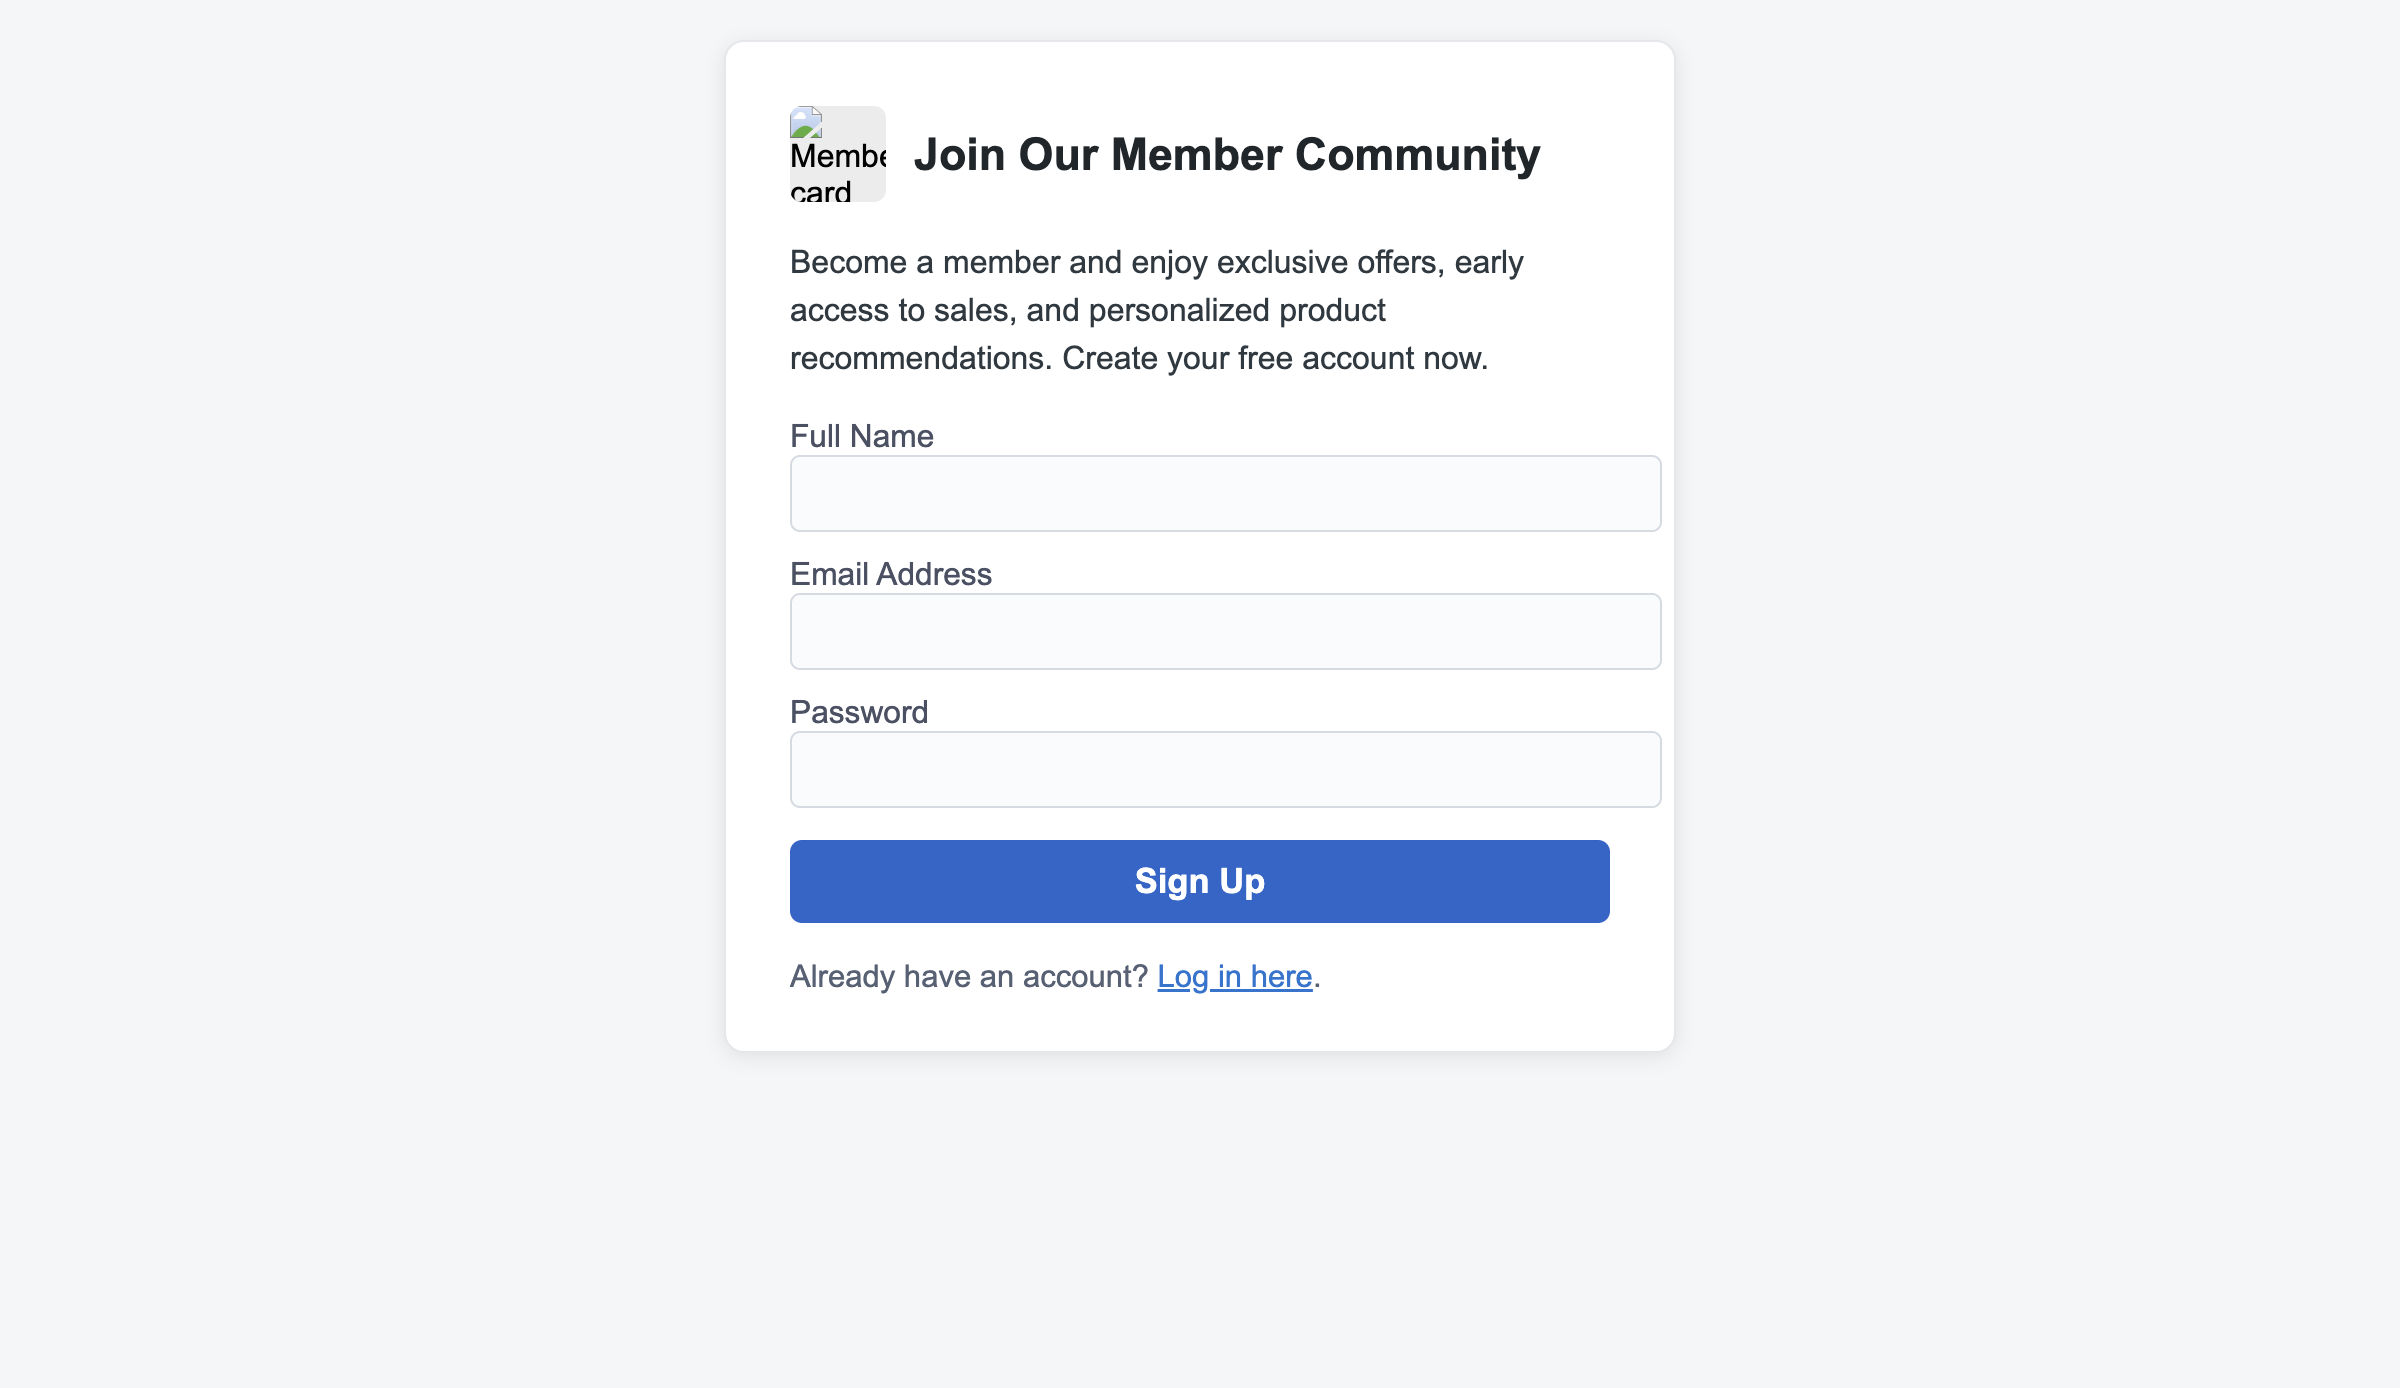 card
Join Our Member Community
Become a member and enjoy exclusive offers, early
access to sales, and personalized product
recommendations. Create your free account now.
Full Name
Email Address
Password
Sign Up
Already have an account? Log in here.